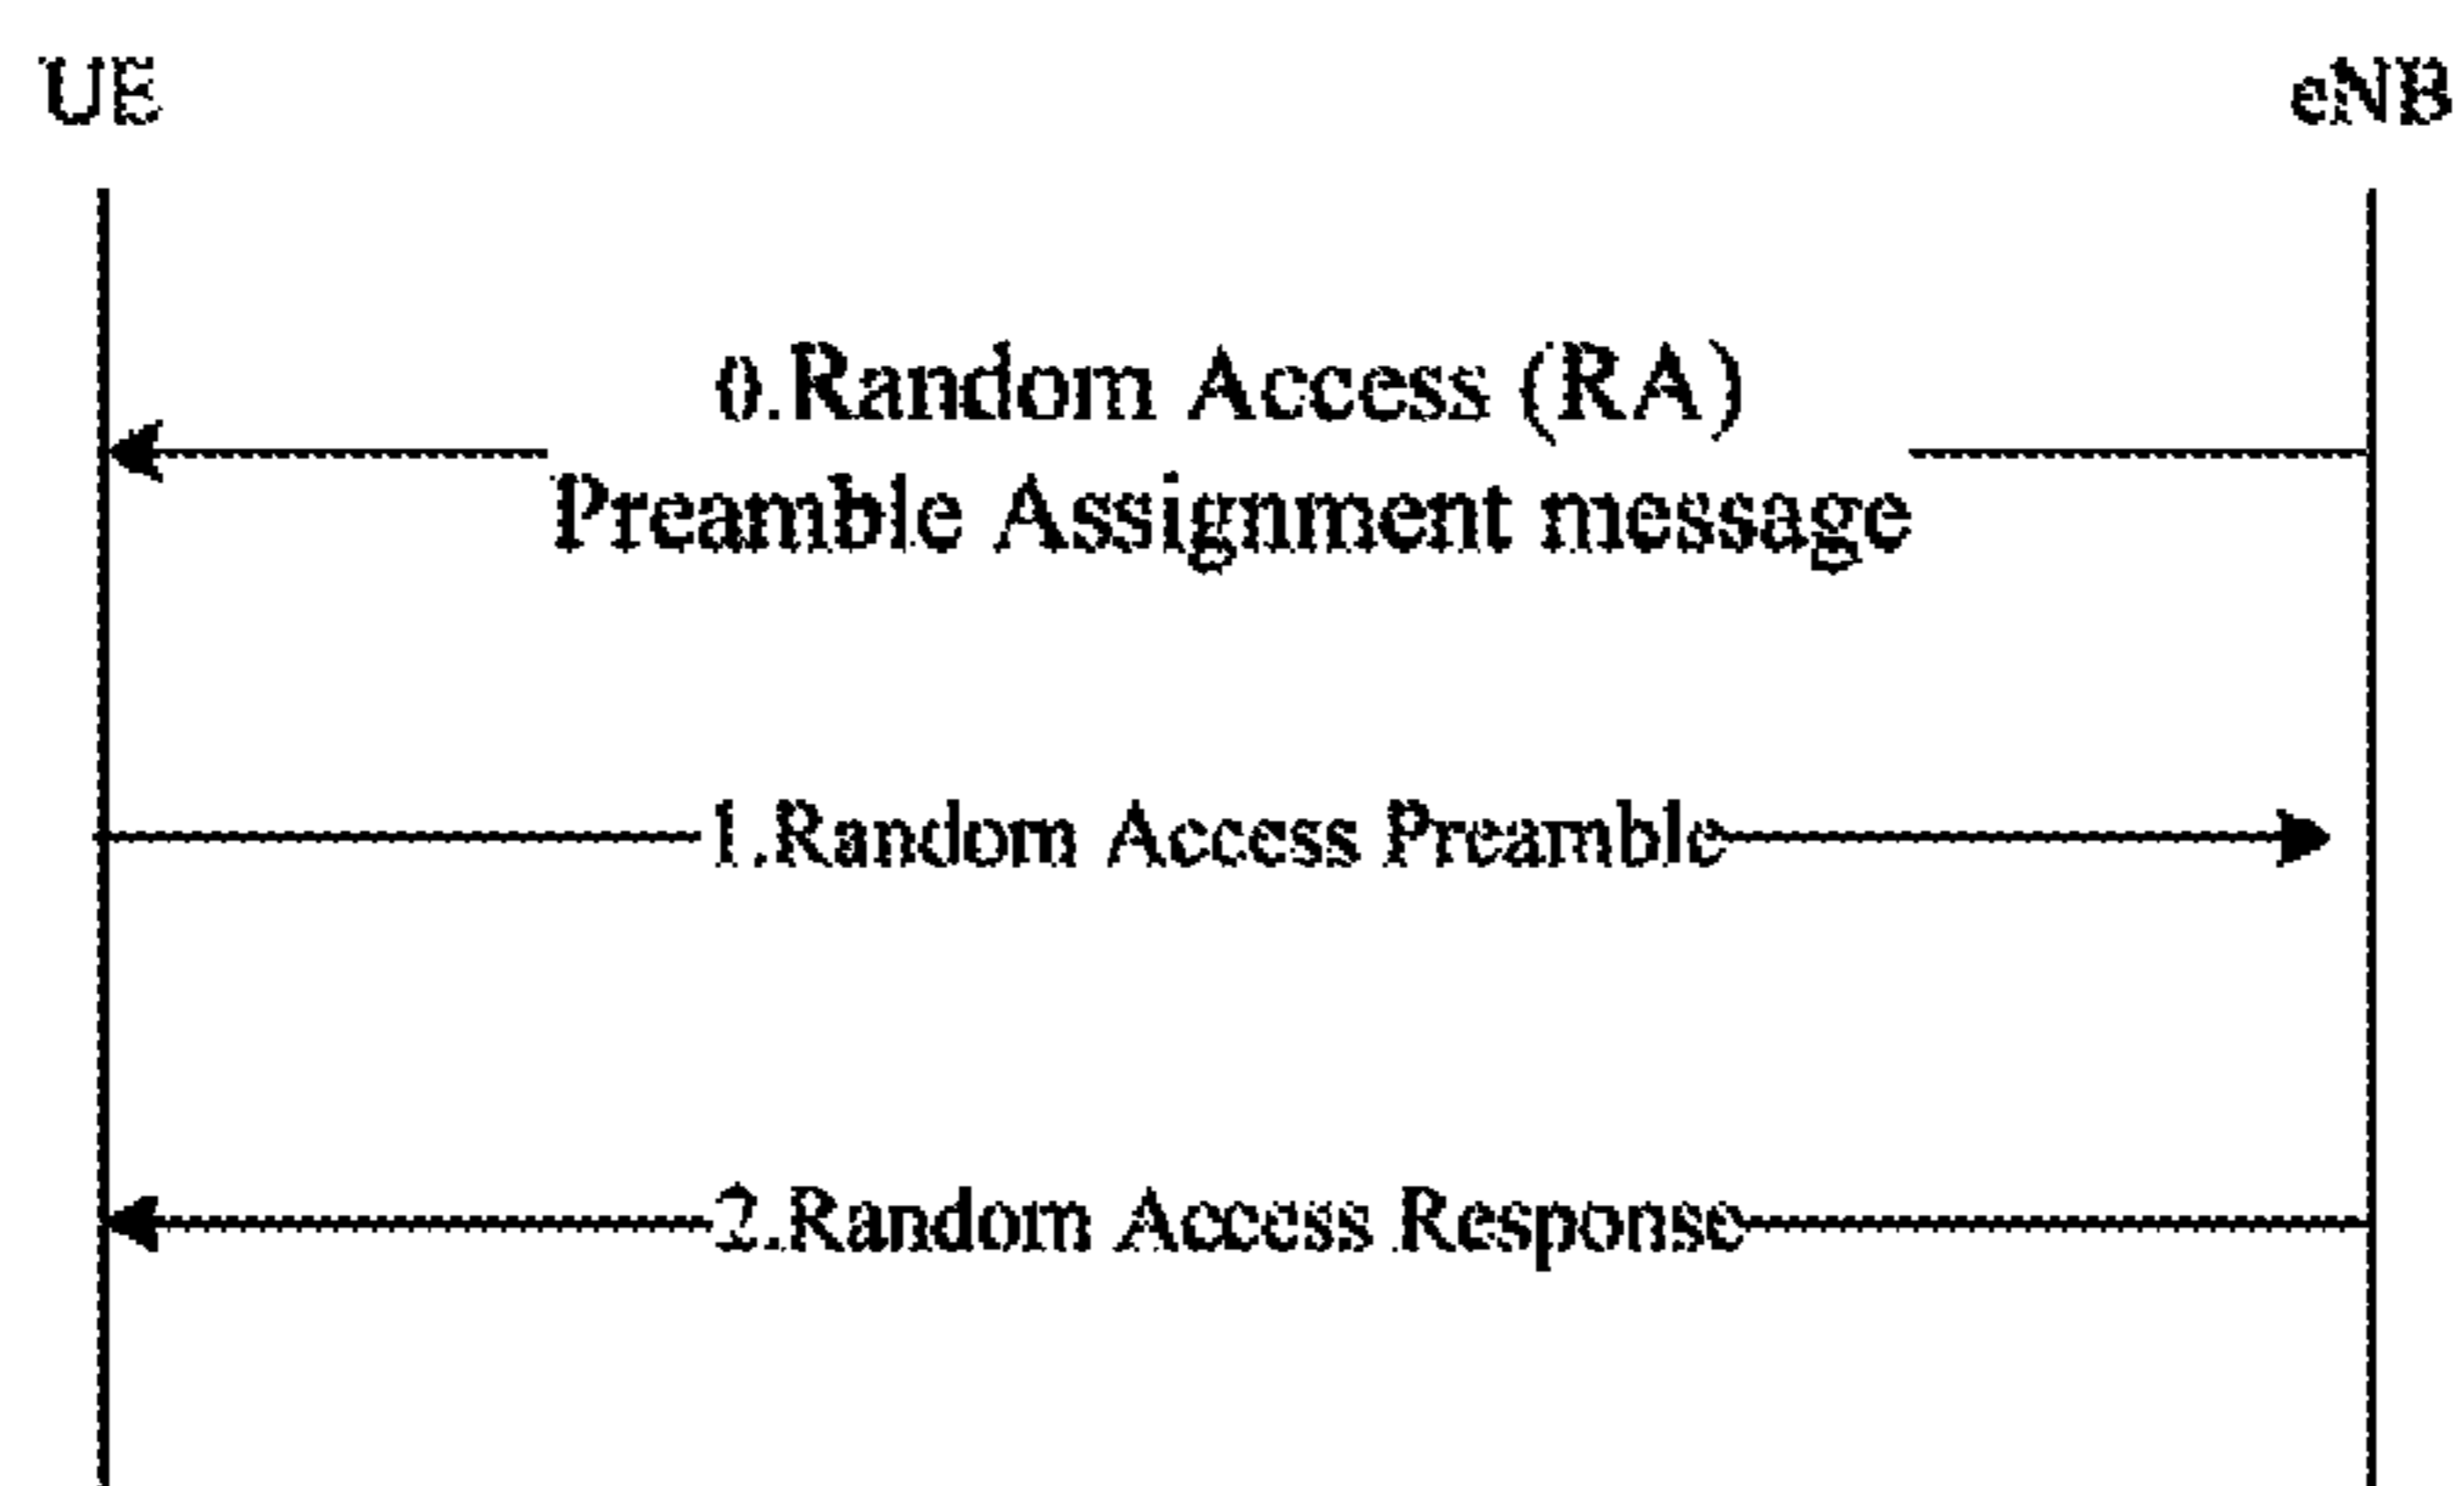 UE
eNB
0.Random Access (RA)
Preamble Assignment message
1.Random Access Preamble
2.Random Access Response